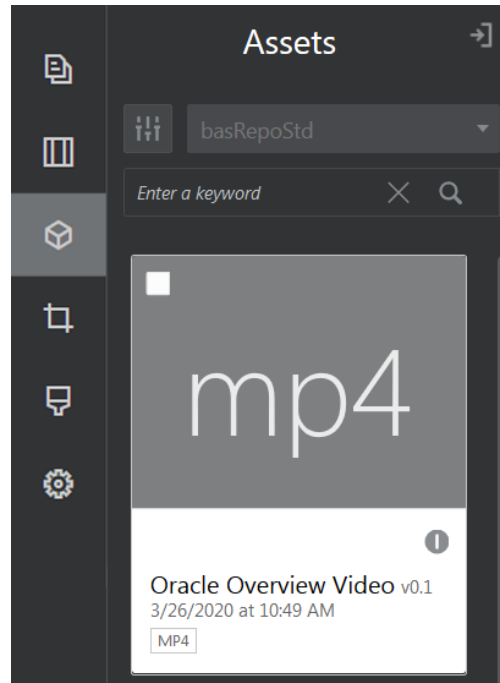 Assets
basRepoStd
Enter a keyword
mp4
Oracle Overview Video v0.1
3/26/2020 at 10:49 AM
MP4